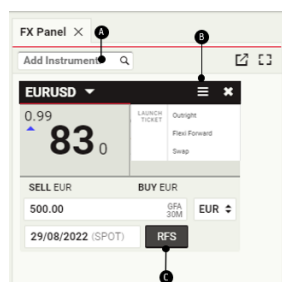 FX Panel ×
A
B
Add Instrument
EURUSD
0.99
83 0
LAUNCH TICKET
Outright
Flexi Forward
Swap
SELL EUR BUY EUR
500.00 GFA 30M EUR
29/08/2022 (SPOT) RFS
C